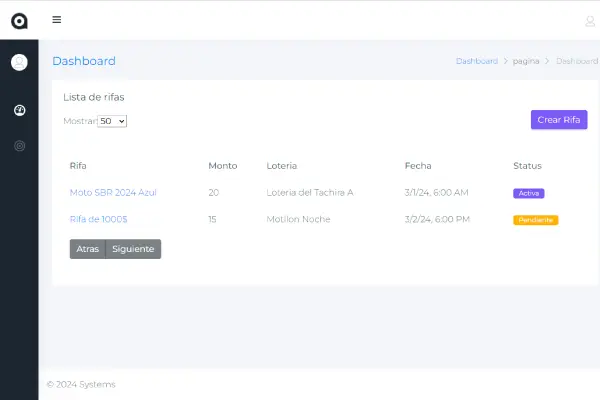 Dashboard
Dashboard > pagina > Dashboard
Lista de rifas
Mostrar 50
Crear Rifa
Rifa Monto Loteria Fecha Status
Moto SBR 2024 Azul 20 Loteria del Tachira A 3/1/24, 6:00 AM Activa
Rifa de 1000$ 15 Motilon Noche 3/2/24, 6:00 PM Pendiente
Atras Siguiente
© 2024 Systems